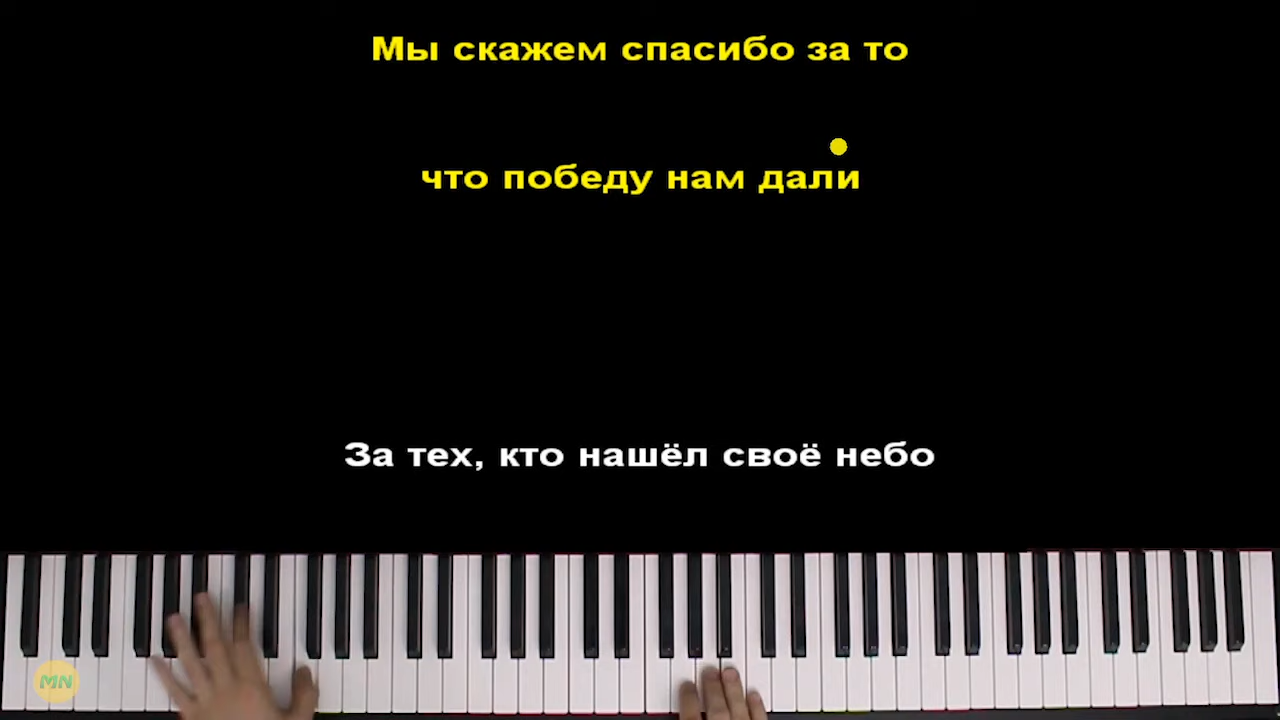 Мы скажем спасибо за то
что победу нам дали
За тех, кто нашёл своё небо
MN